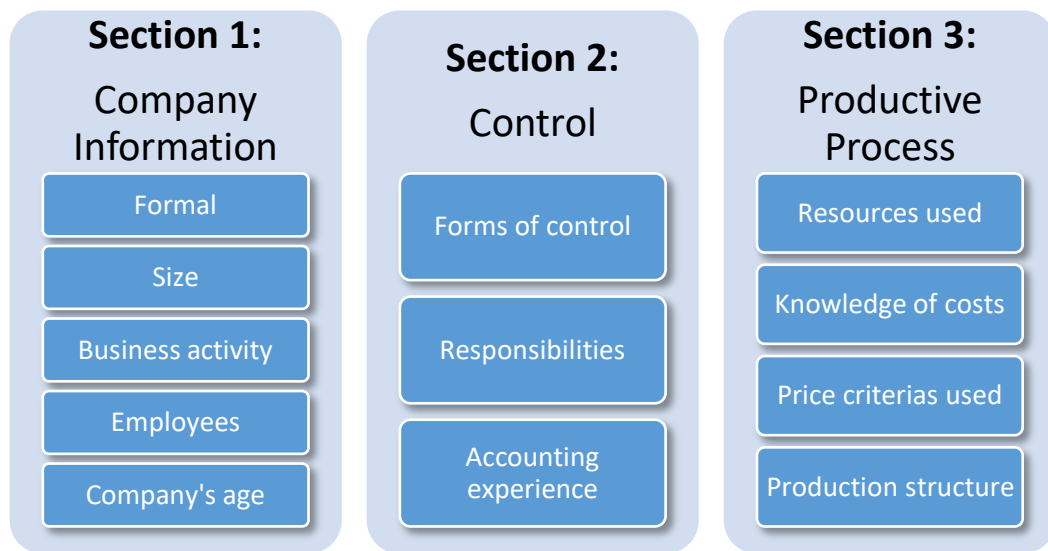 Section 1:
Company
Information
Formal
Size
Business activity
Employees
Company's age
Section 2:
Control
Forms of control
Responsibilities
Accounting
experience
Section 3:
Productive
Process
Resources used
Knowledge of costs
Price criterias used
Production structure